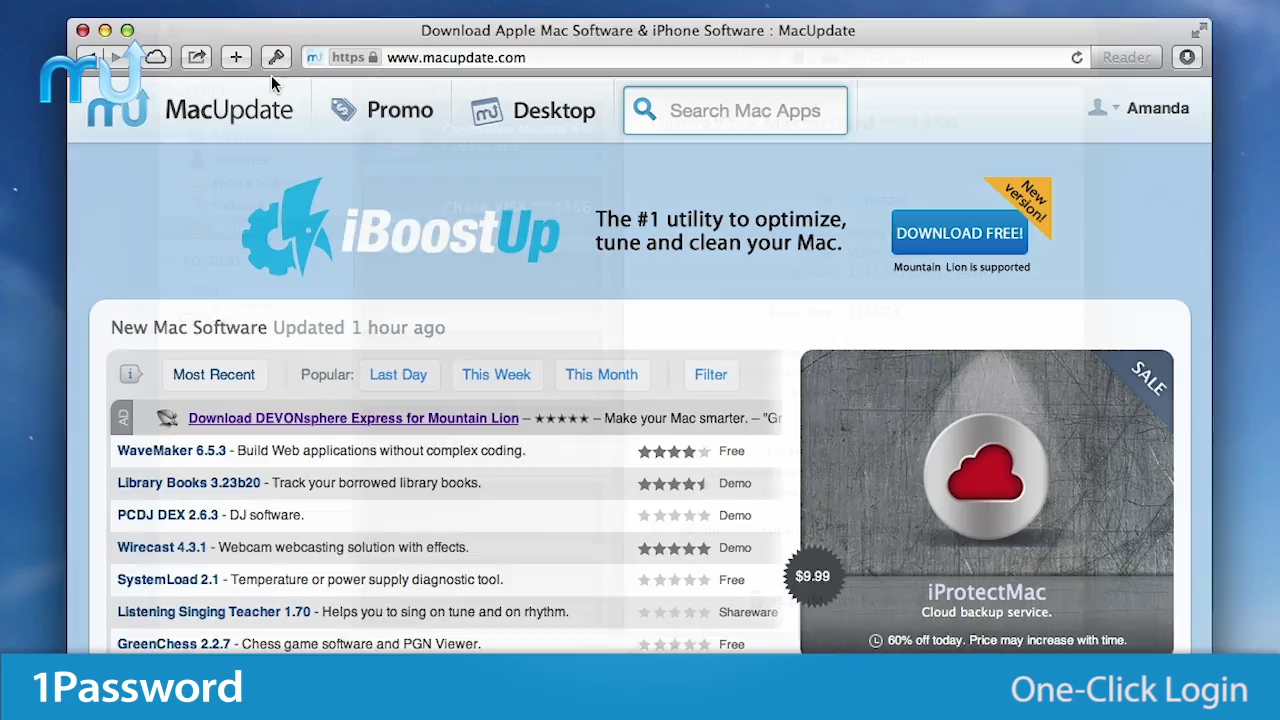 Download Apple Mac Software & iPhone Software : MacUpdate
https www.macupdate.com Reader
MacUpdate Promo Desktop Search Mac Apps Amanda
iBoostUp
The #1 utility to optimize,
tune and clean your Mac.
New version!
DOWNLOAD FREE!
Mountain Lion is supported
New Mac Software Updated 1 hour ago
Most Recent Popular: Last Day This Week This Month Filter
AD Download DEVONsphere Express for Mountain Lion – ★★★★★ – Make your Mac smarter. – "Gr
WaveMaker 6.5.3 - Build Web applications without complex coding. Free
Library Books 3.23b20 - Track your borrowed library books. Demo
PCDJ DEX 2.6.3 - DJ software. Demo
Wirecast 4.3.1 - Webcam webcasting solution with effects. Demo
SystemLoad 2.1 - Temperature or power supply diagnostic tool. Free
Listening Singing Teacher 1.70 - Helps you to sing on tune and on rhythm. Shareware
GreenChess 2.2.7 - Chess game software and PGN Viewer. Free
SALE
$9.99
iProtectMac
Cloud backup service.
60% off today. Price may increase with time.
1Password
One-Click Login